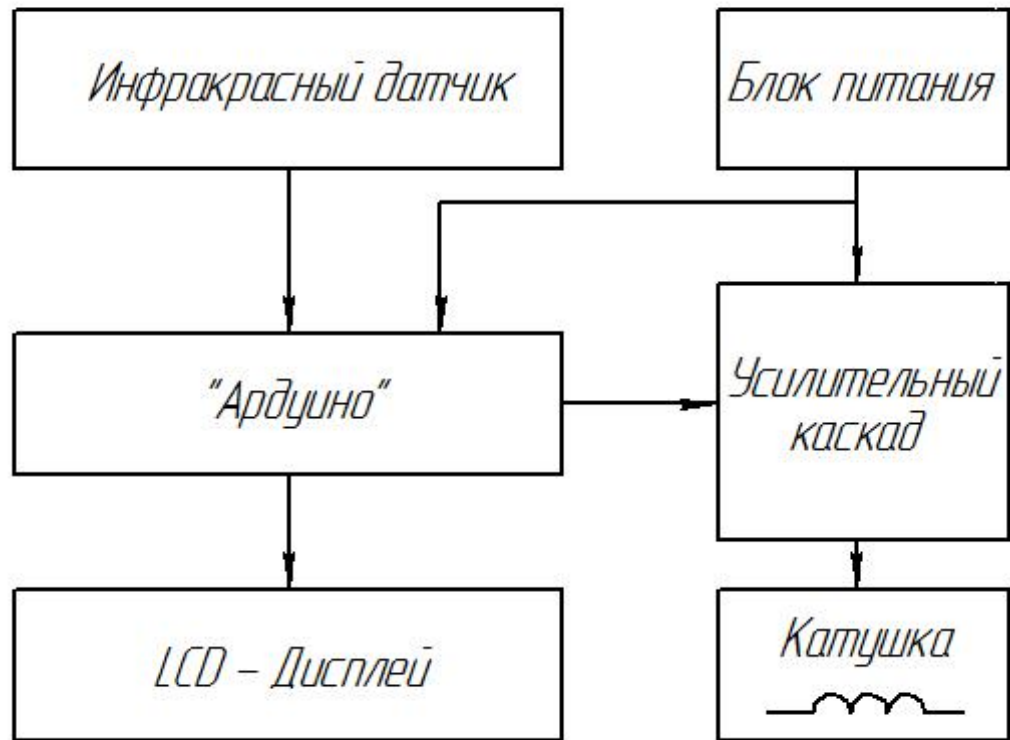 Инфракрасный датчик
Блок питания
"Ардуино"
Усилительный
каскад
LCD – Дисплей
Катушка